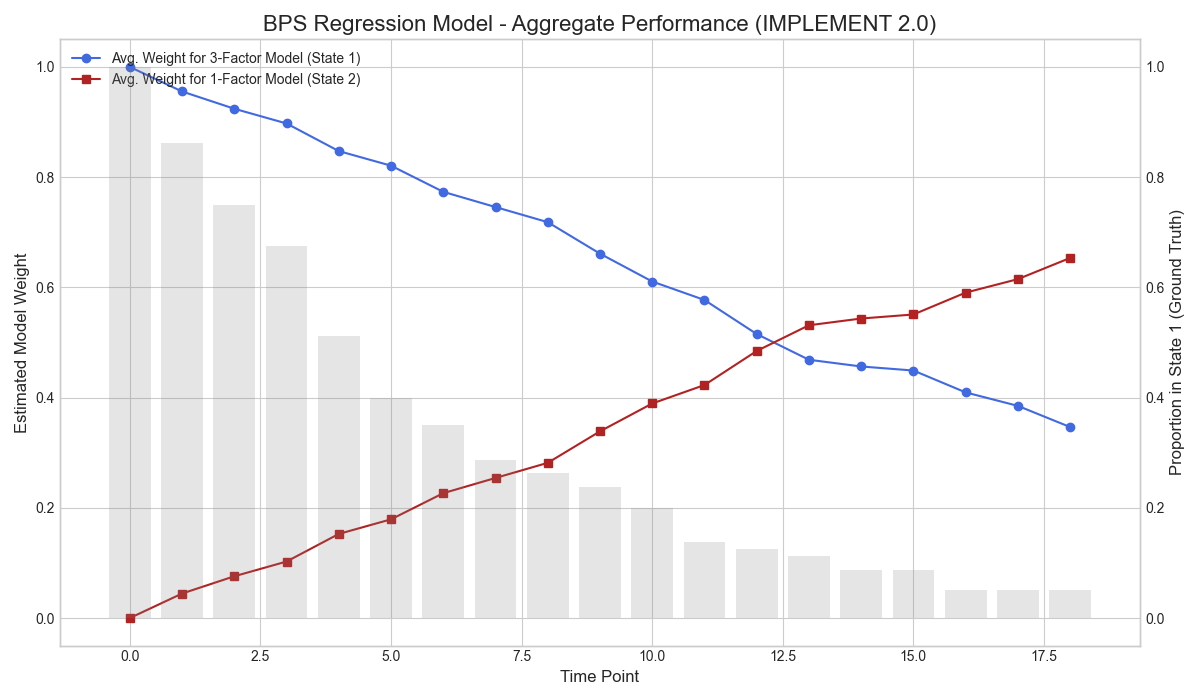 BPS Regression Model - Aggregate Performance (IMPLEMENT 2.0)
Avg. Weight for 3-Factor Model (State 1)
Avg. Weight for 1-Factor Model (State 2)
Estimated Model Weight
1.0
0.8
0.6
0.4
0.2
0.0
1.0
0.8
0.6
0.4
0.2
0.0
Proportion in State 1 (Ground Truth)
0.0 2.5 5.0 7.5 10.0 12.5 15.0 17.5
Time Point